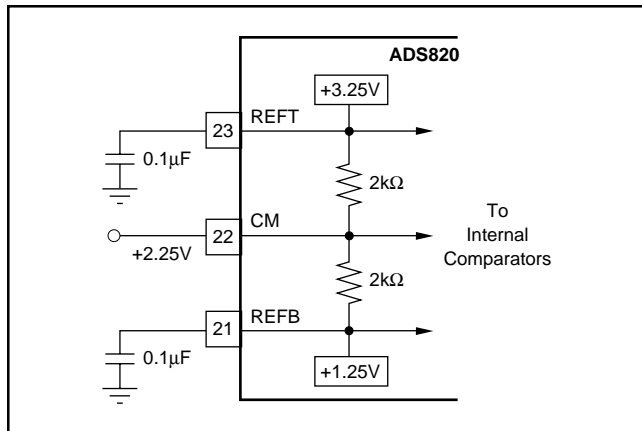 ADS820
+3.25V
23
REFT
0.1µF
2kΩ
22
CM
+2.25V
To
Internal
Comparators
2kΩ
21
REFB
0.1µF
+1.25V